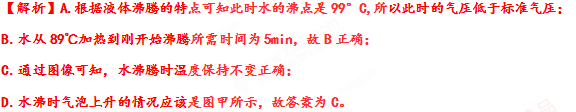 【解析】A.根据液体沸腾的特点可知此时水的沸点是 99°C,所以此时的气压低于标准气压;
B.水从89℃加热到刚开始沸腾所需时间为5min，故B正确;
C.通过图像可知，水沸腾时温度保持不变正确;
D.水沸时气泡上升的情况应该是图甲所示，故答案为C。